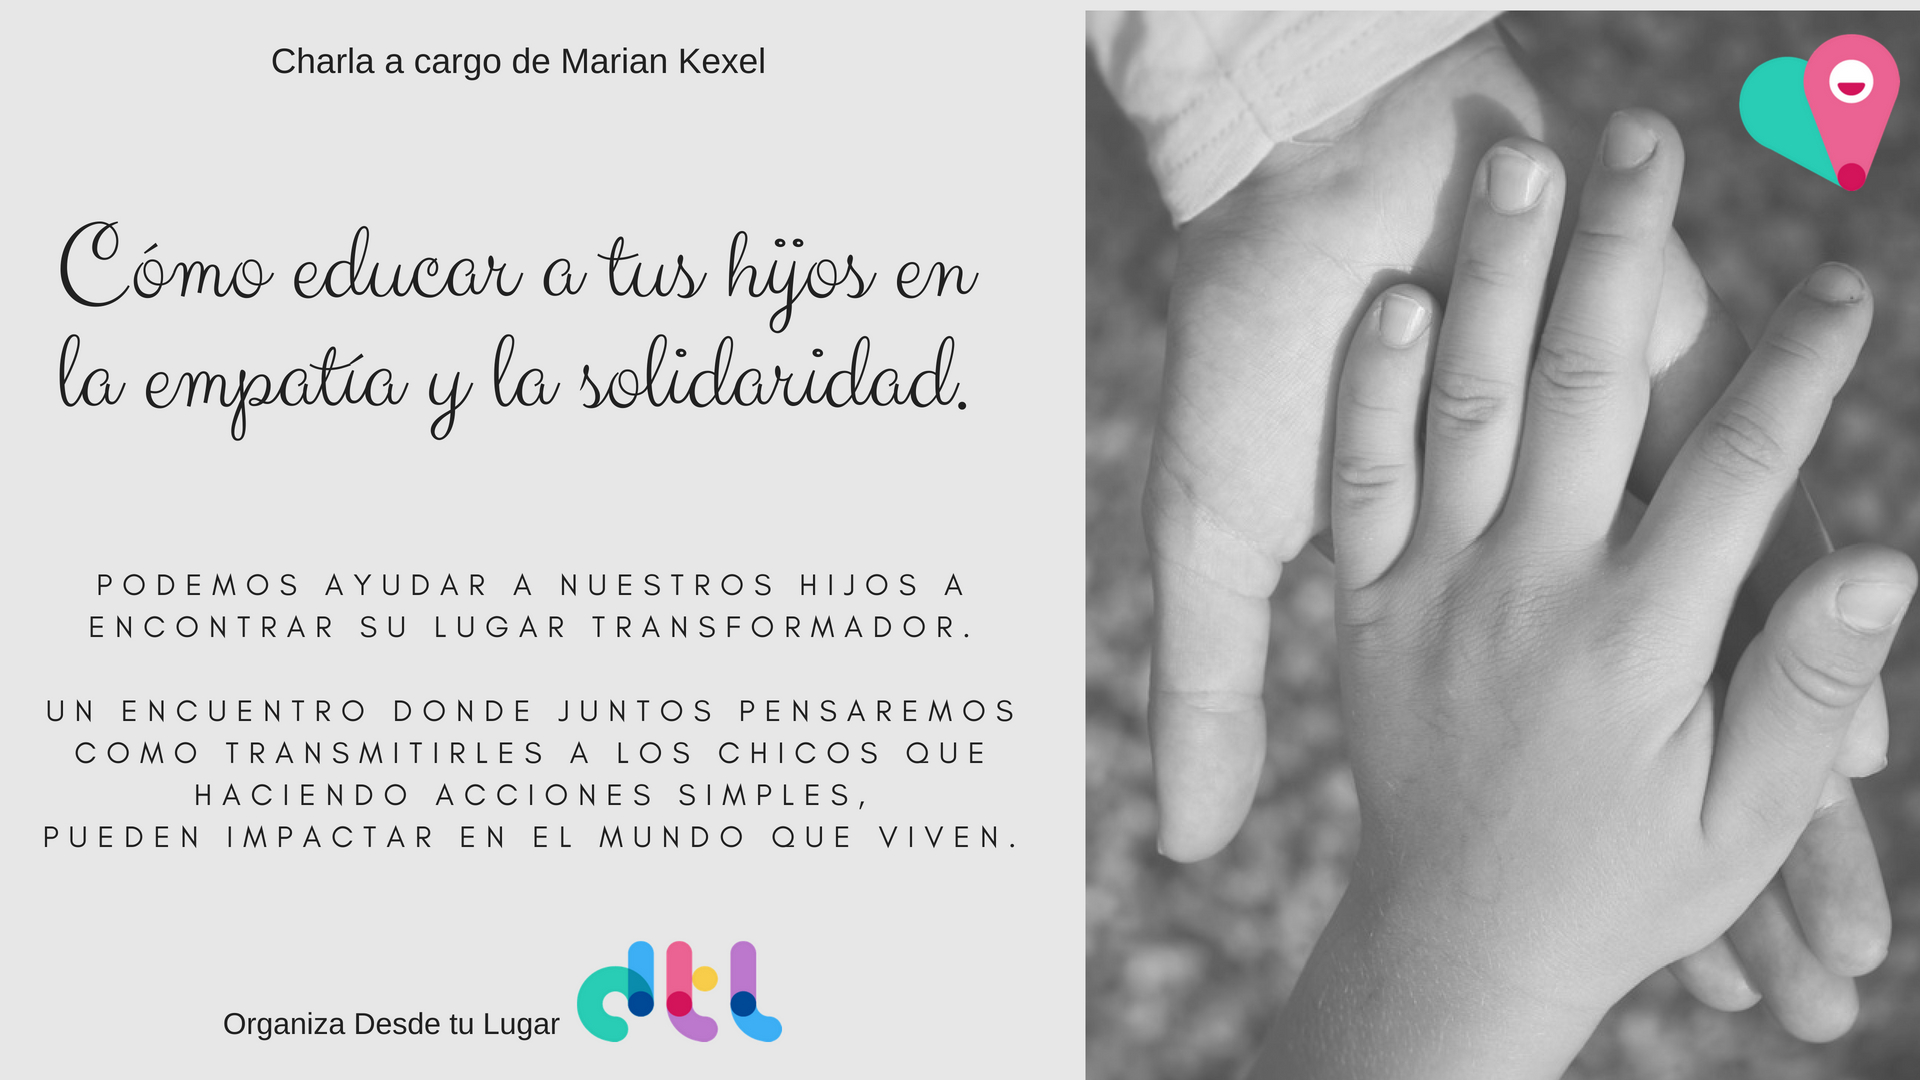 Charla a cargo de Marian Kexel
Cómo educar a tus hijos en
la empatía y la solidaridad.
PODEMOS AYUDAR A NUESTROS HIJOS A
ENCONTRAR SU LUGAR TRANSFORMADOR.
UN ENCUENTRO DONDE JUNTOS PENSAREMOS
COMO TRANSMITIRLES A LOS CHICOS QUE
HACIENDO ACCIONES SIMPLES,
PUEDEN IMPACTAR EN EL MUNDO QUE VIVEN.
Organiza Desde tu Lugar dtl